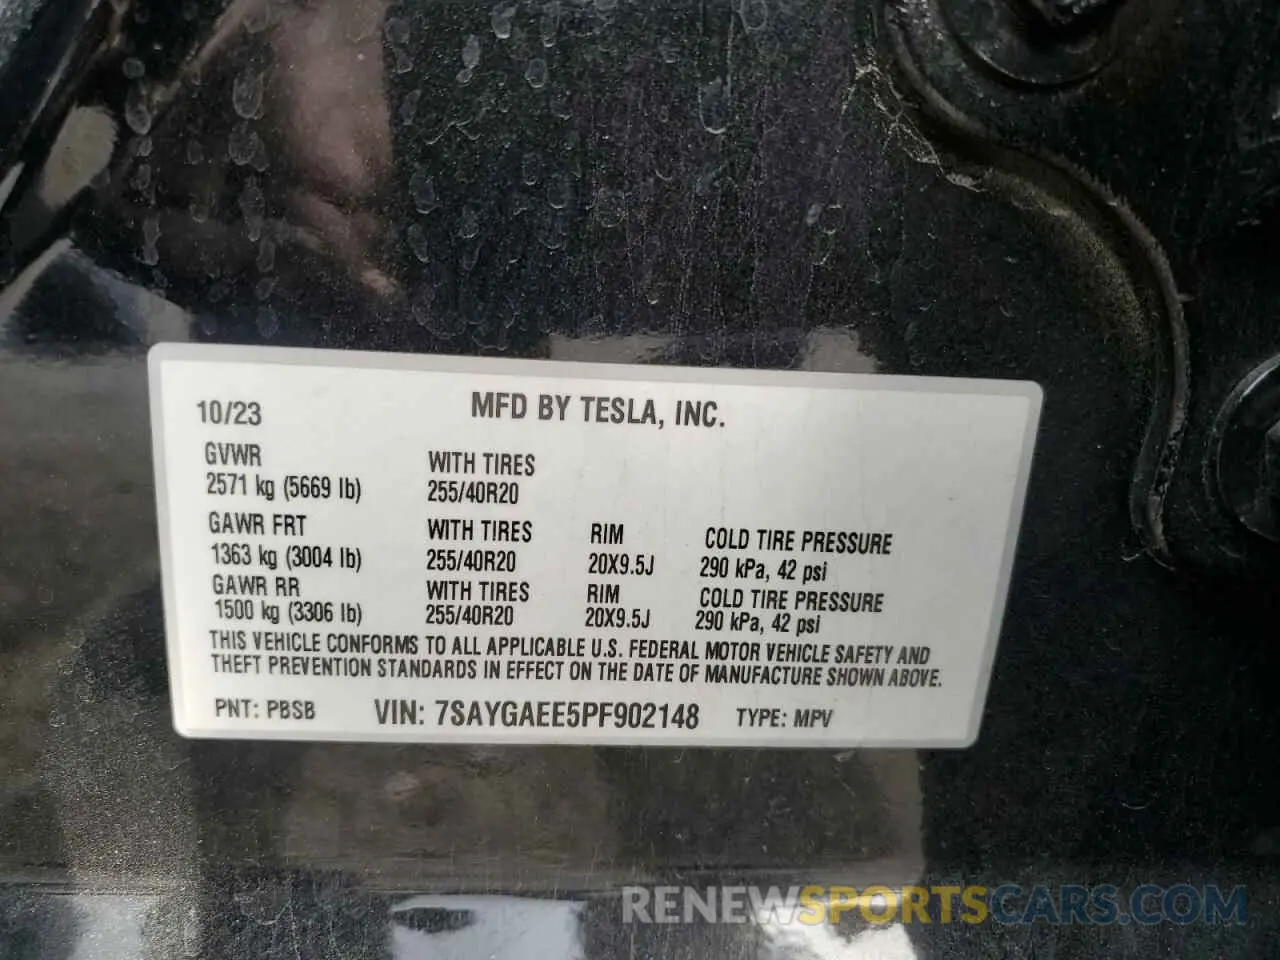 10/23 MFD BY TESLA, INC.
GVWR WITH TIRES
2571 kg (5669 lb) 255/40R20
GAWR FRT WITH TIRES RIM COLD TIRE PRESSURE
1363 kg (3004 lb) 255/40R20 20X9.5J 290 kPa, 42 psi
GAWR RR WITH TIRES RIM COLD TIRE PRESSURE
1500 kg (3306 lb) 255/40R20 20X9.5J 290 kPa, 42 psi
THIS VEHICLE CONFORMS TO ALL APPLICABLE U.S. FEDERAL MOTOR VEHICLE SAFETY AND
THEFT PREVENTION STANDARDS IN EFFECT ON THE DATE OF MANUFACTURE SHOWN ABOVE.
PNT: PBSB VIN: 7SAYGAEE5PF902148 TYPE: MPV
RENEWSPORTSCARS.COM